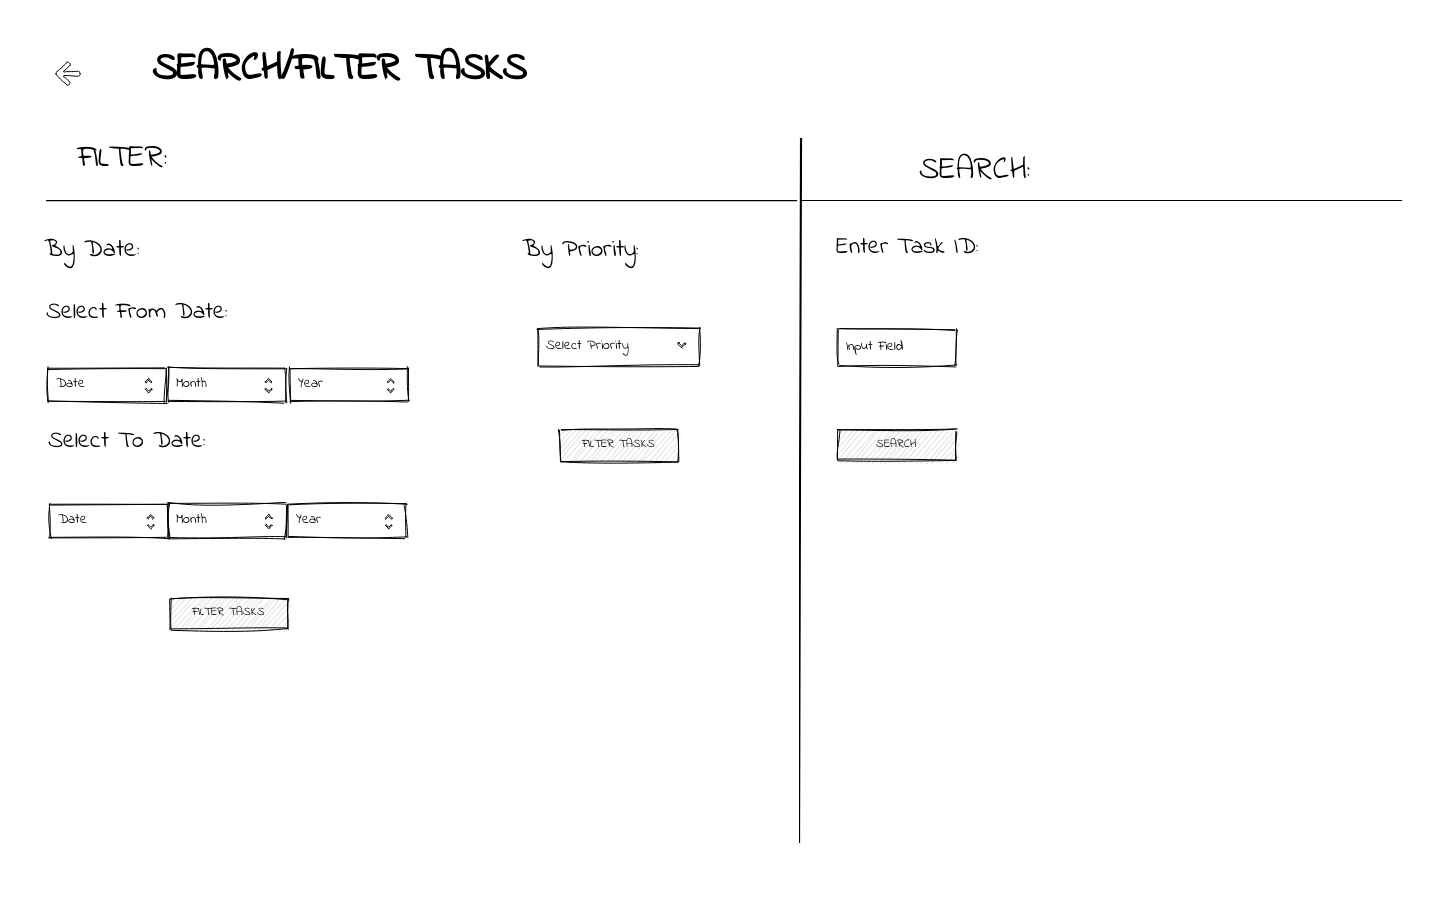 SEARCH/FILTER TASKS
FILTER:
SEARCH:
By Date:
By Priority:
Enter Task ID:
Select From Date:
Select Priority
Input Field
Date
Month
Year
Select To Date:
FILTER TASKS
SEARCH
Date
Month
Year
FILTER TASKS